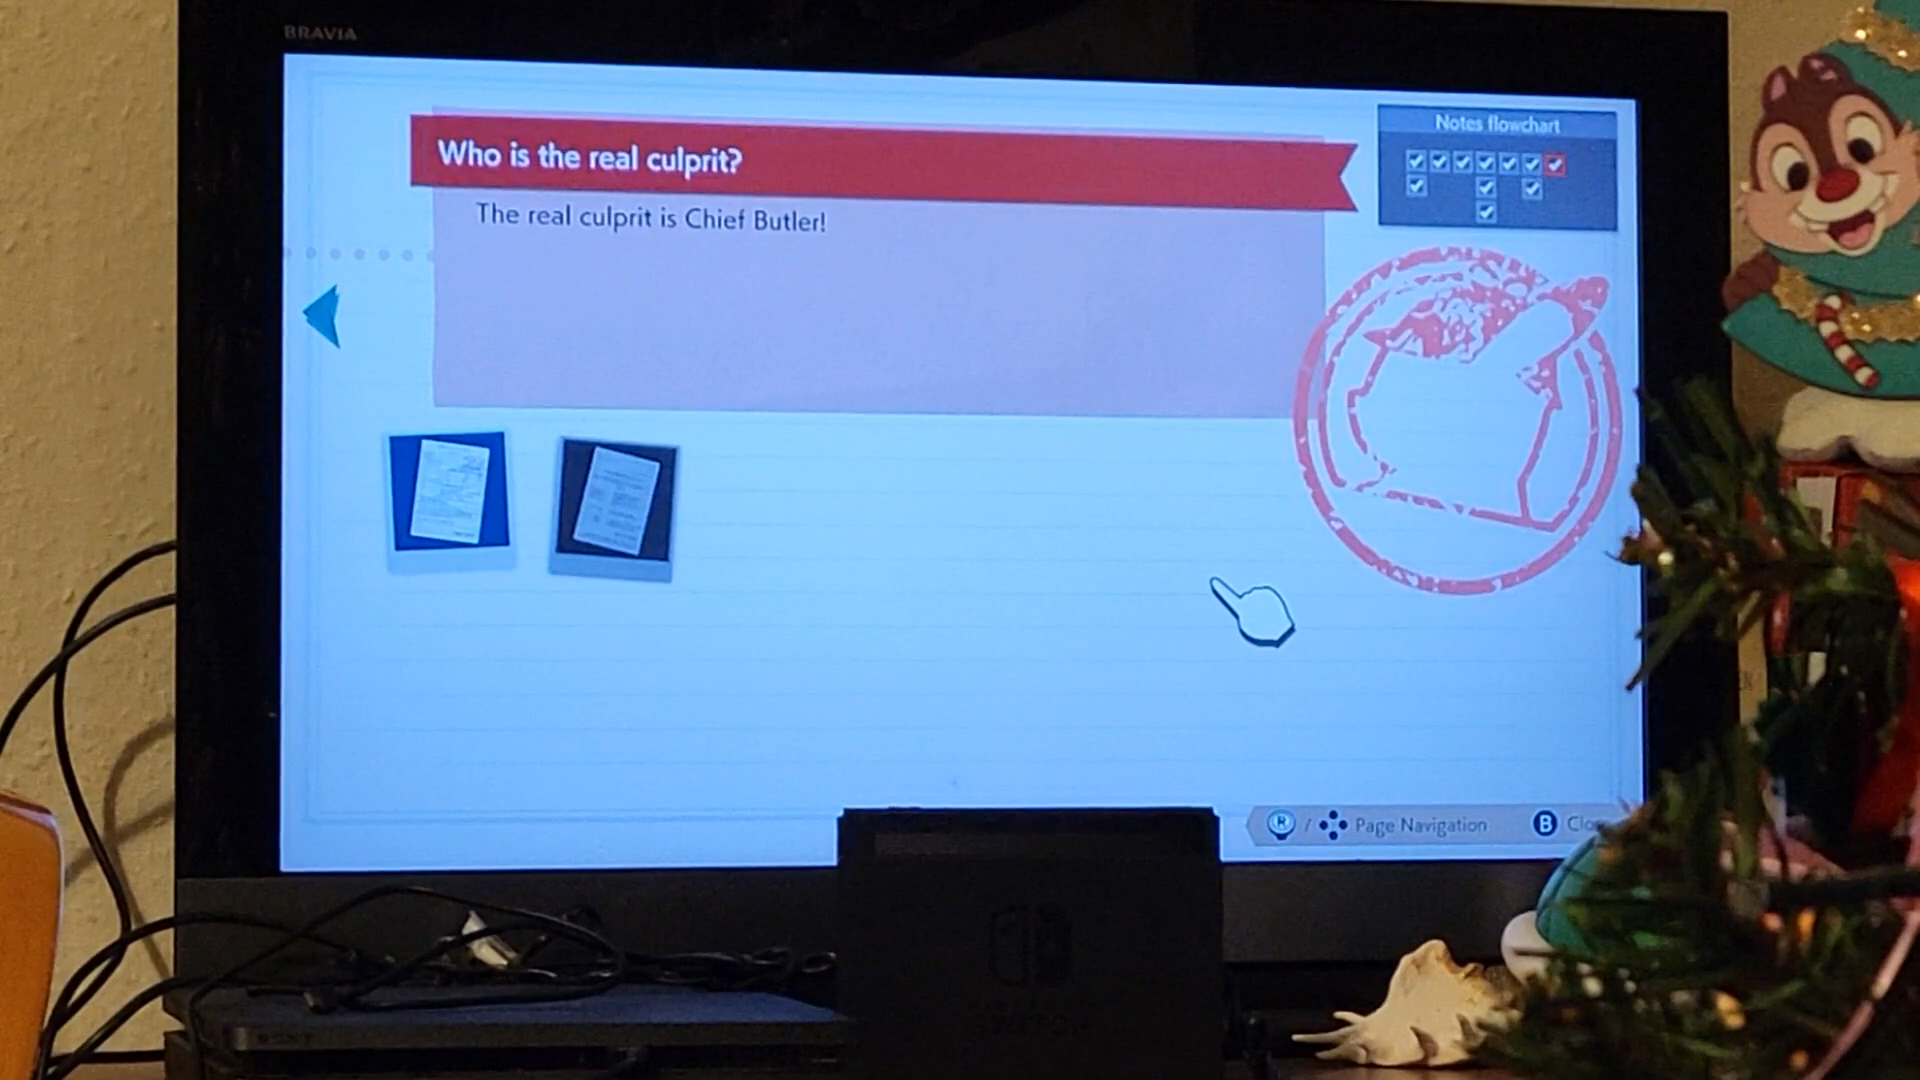 BRAVIA
Notes flowchart
Who is the real culprit?
The real culprit is Chief Butler!
R / Page Navigation
B